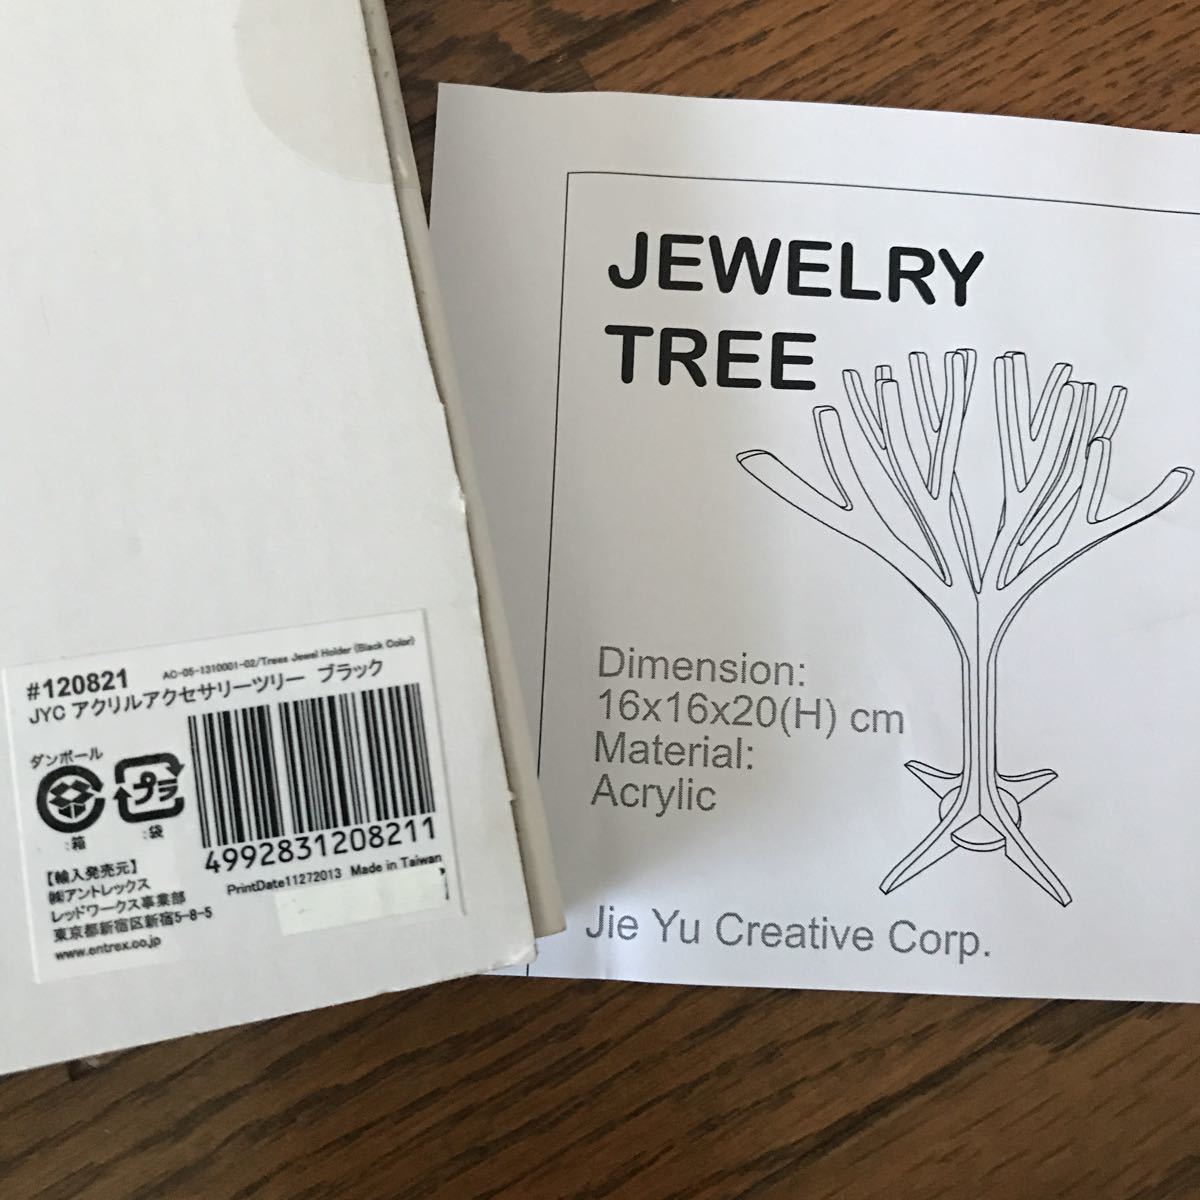 #120821
AC-05-1310001-02/Trees Jewel Holder (Black Color)
JYC アクリルアクセサリーツリー ブラック
ダンボール
プラ
:箱
:袋
4992831208211
PrintDate11272013 Made in Taiwan
【輸入発売元】
㈱アントレックス
レッドワークス事業部
東京都新宿区新宿5-8-5
www.entrex.co.jp
JEWELRY
TREE
Dimension:
16x16x20(H) cm
Material:
Acrylic
Jie Yu Creative Corp.